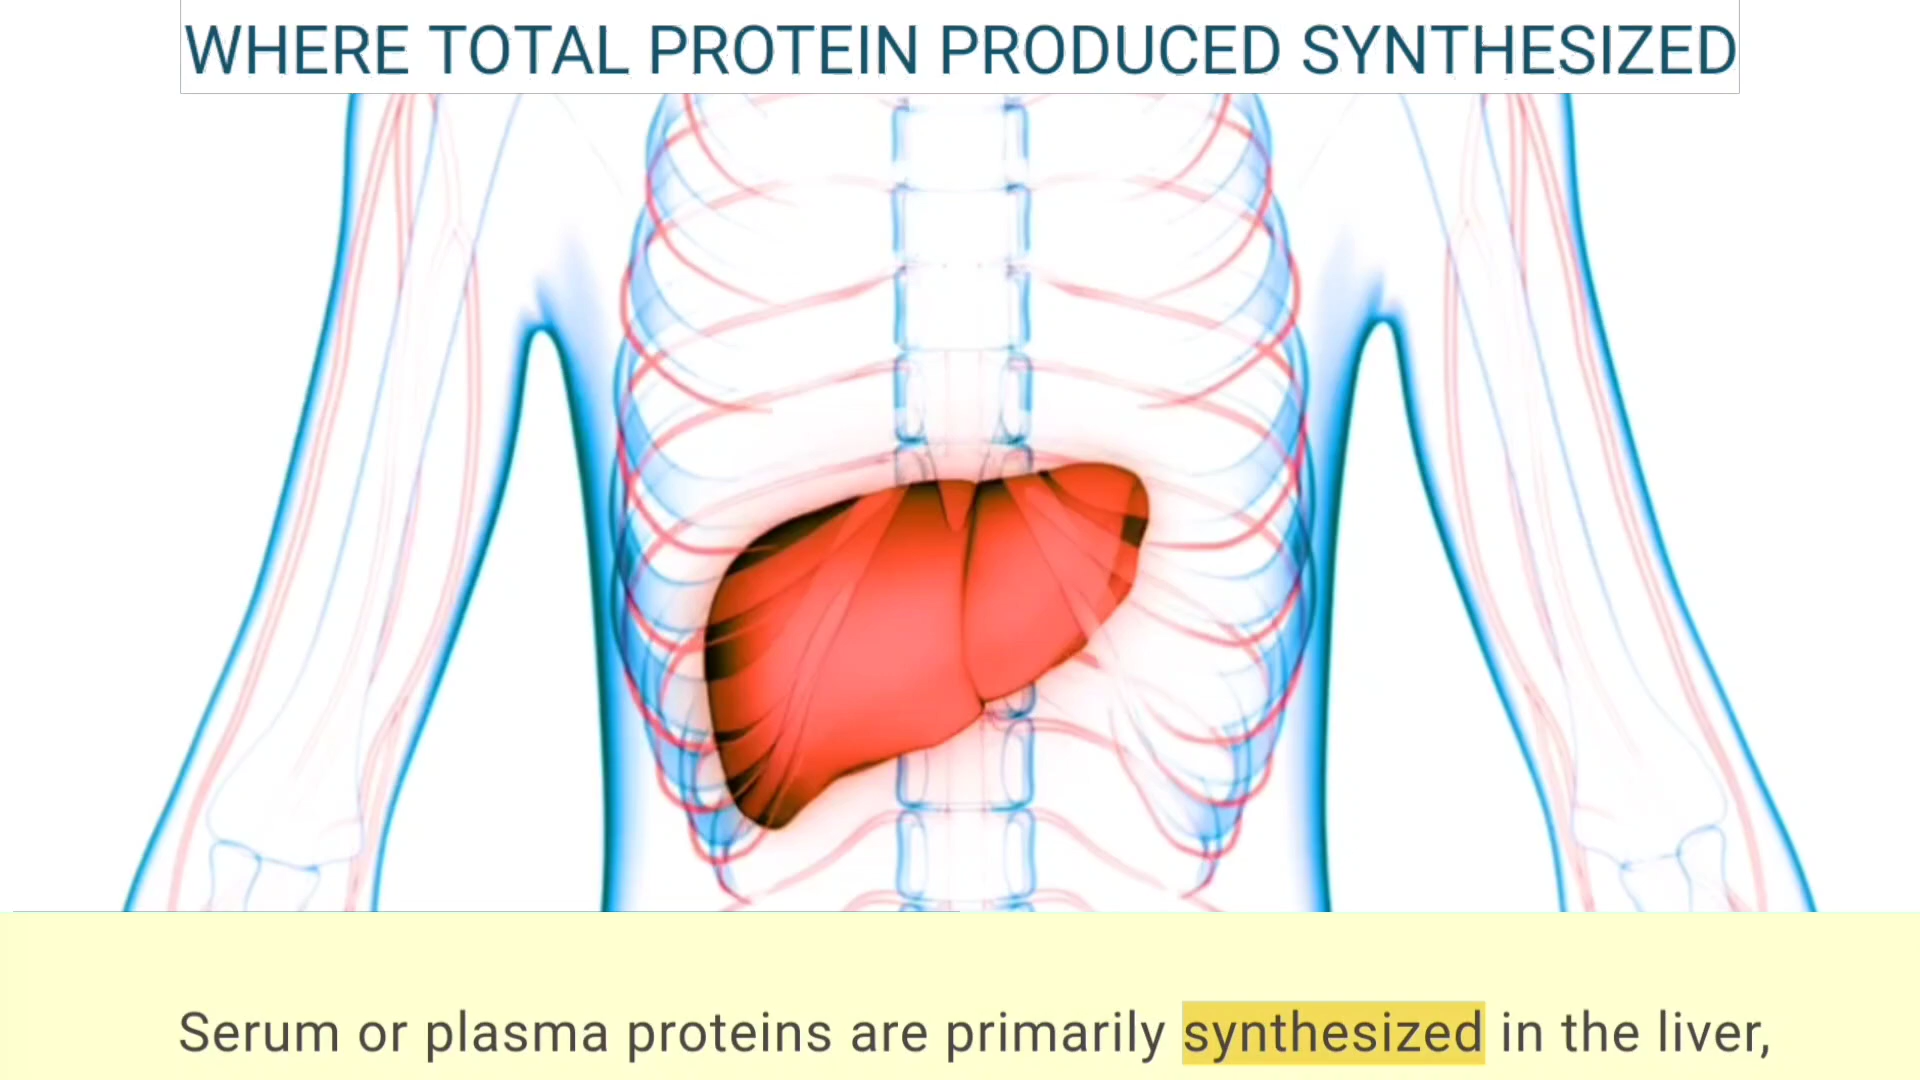 WHERE TOTAL PROTEIN PRODUCED SYNTHESIZED
Serum or plasma proteins are primarily synthesized in the liver,